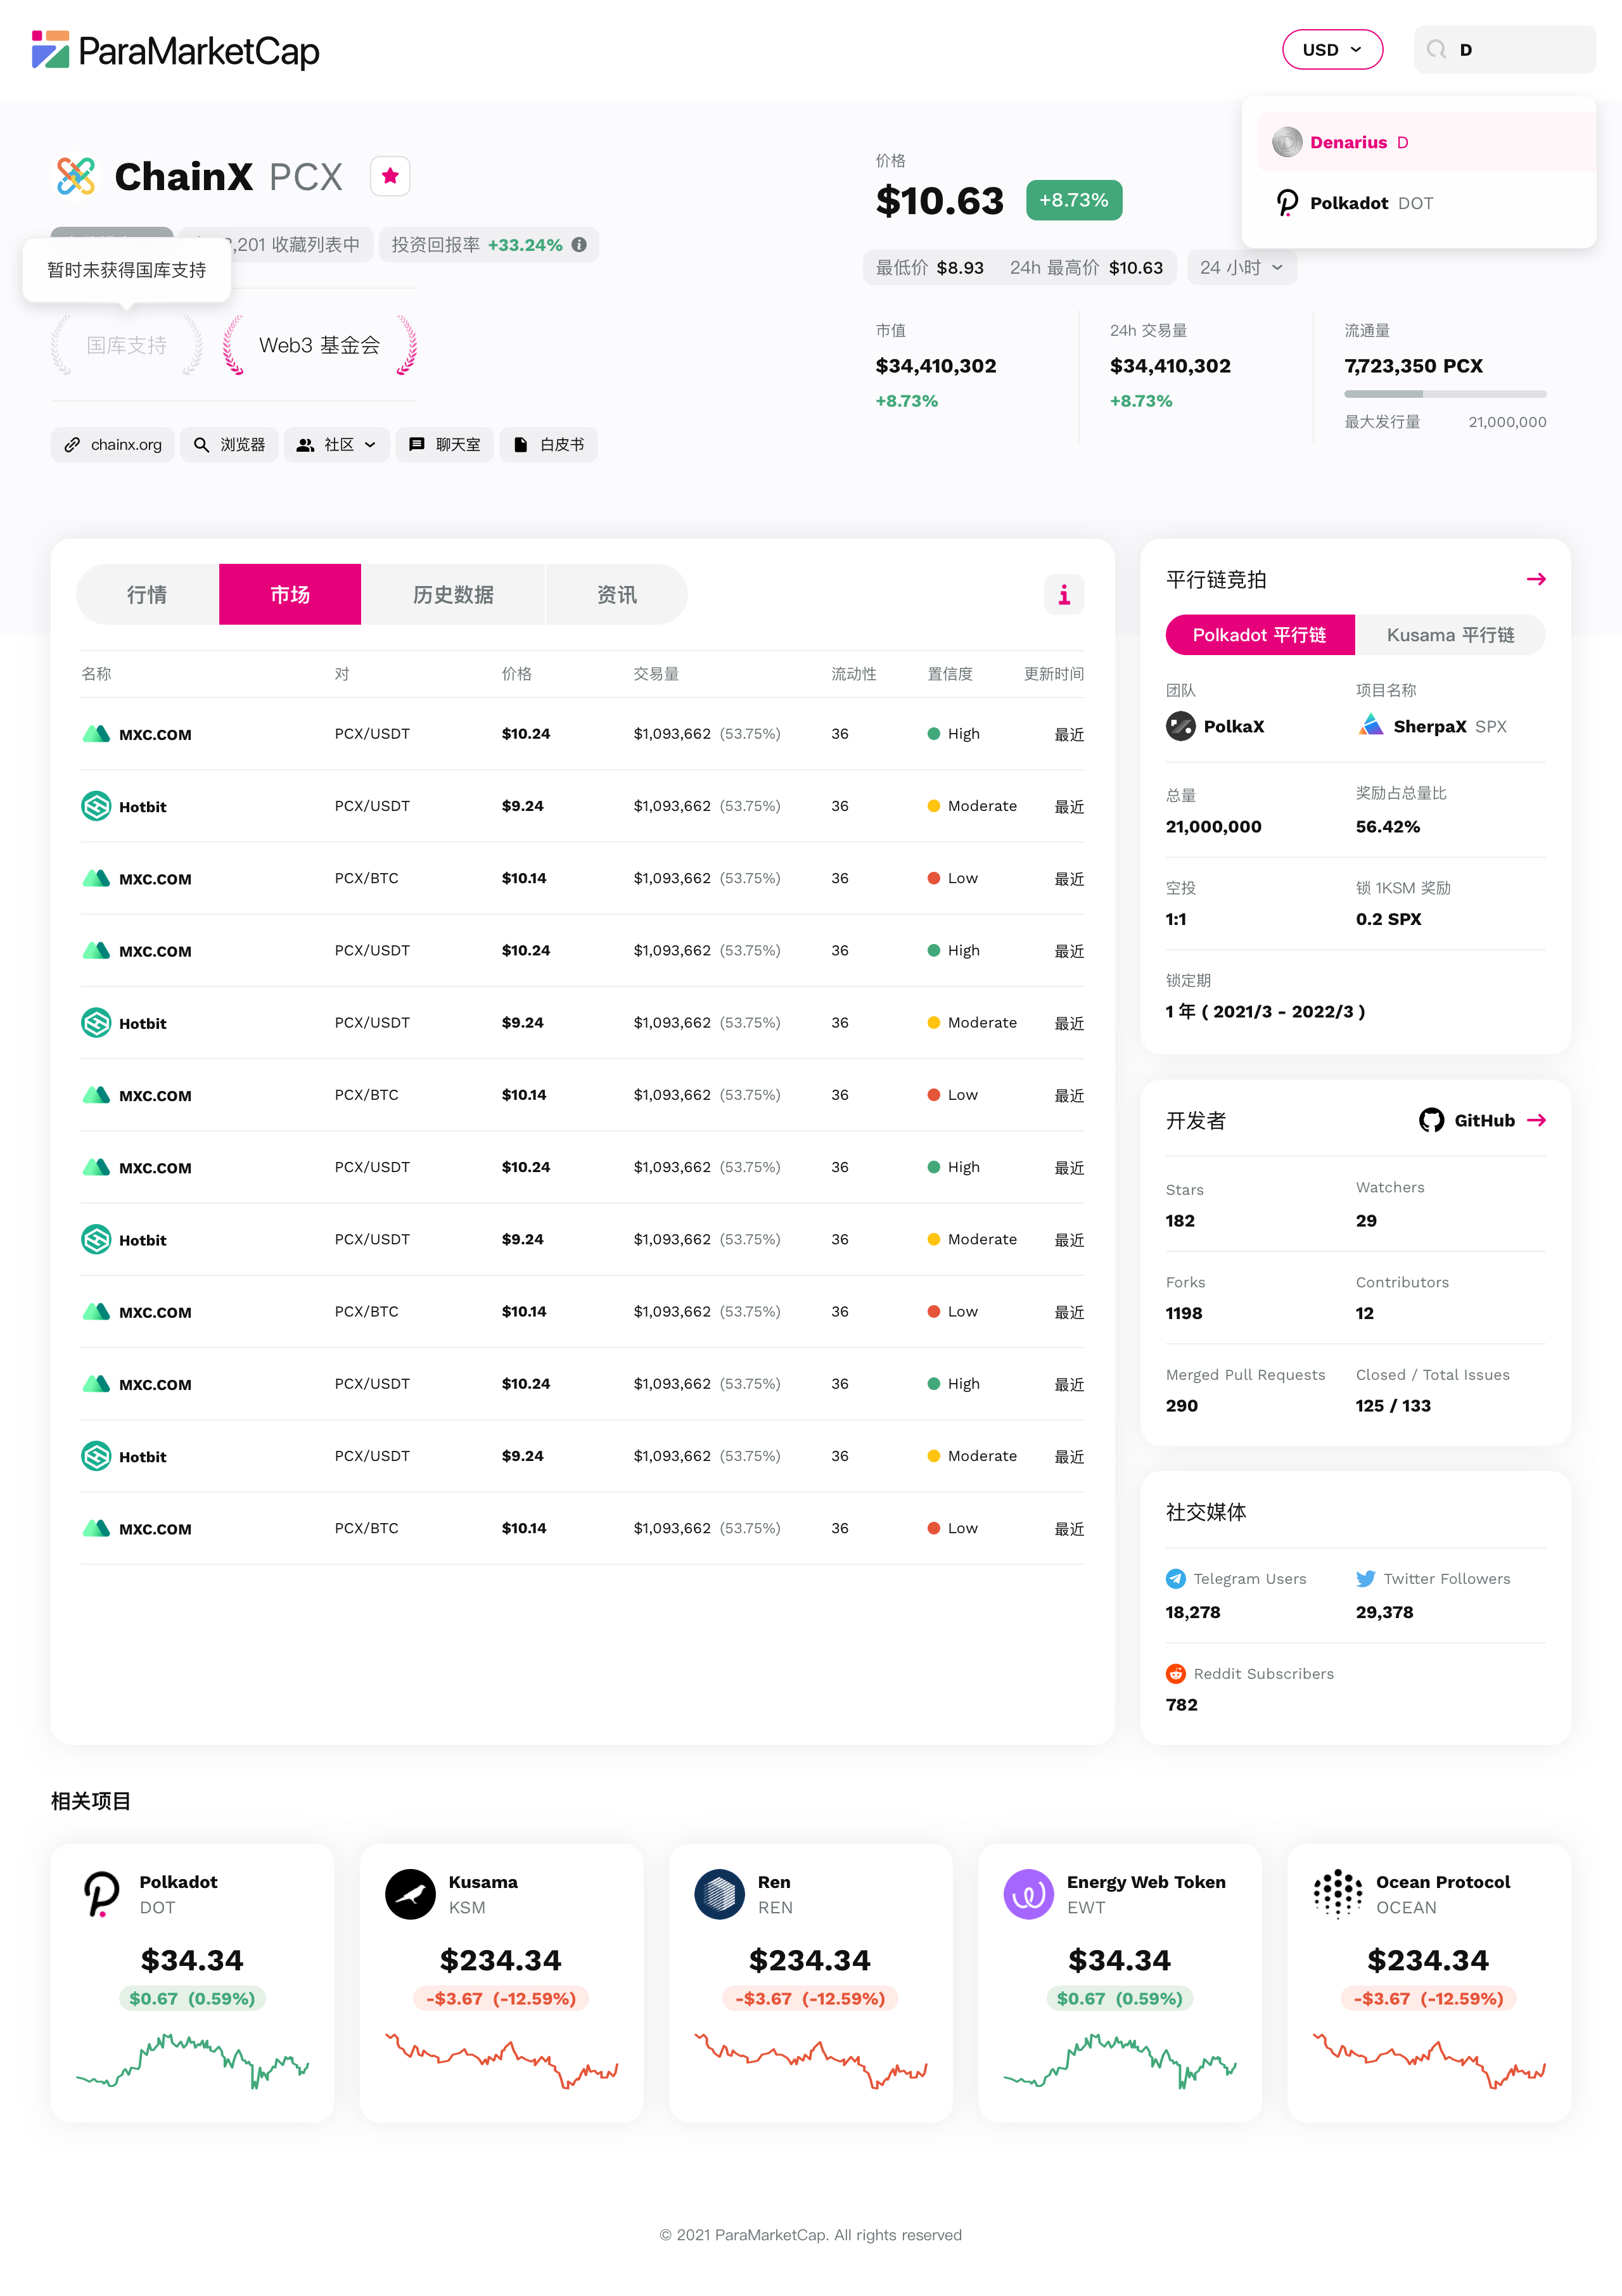 ParaMarketCap
USD
D
Denarius D
Polkadot DOT
ChainX PCX
,201 收藏列表中
投资回报率 +33.24%
暂时未获得国库支持
国库支持
Web3 基金会
chainx.org
浏览器
社区
聊天室
白皮书
价格
$10.63 +8.73%
最低价 $8.93 24h 最高价 $10.63 24 小时
市值
$34,410,302
+8.73%
24h 交易量
$34,410,302
+8.73%
流通量
7,723,350 PCX
最大发行量 21,000,000
行情 市场 历史数据 资讯
名称 对 价格 交易量 流动性 置信度 更新时间
MXC.COM PCX/USDT $10.24 $1,093,662 (53.75%) 36 High 最近
Hotbit PCX/USDT $9.24 $1,093,662 (53.75%) 36 Moderate 最近
MXC.COM PCX/BTC $10.14 $1,093,662 (53.75%) 36 Low 最近
MXC.COM PCX/USDT $10.24 $1,093,662 (53.75%) 36 High 最近
Hotbit PCX/USDT $9.24 $1,093,662 (53.75%) 36 Moderate 最近
MXC.COM PCX/BTC $10.14 $1,093,662 (53.75%) 36 Low 最近
MXC.COM PCX/USDT $10.24 $1,093,662 (53.75%) 36 High 最近
Hotbit PCX/USDT $9.24 $1,093,662 (53.75%) 36 Moderate 最近
MXC.COM PCX/BTC $10.14 $1,093,662 (53.75%) 36 Low 最近
MXC.COM PCX/USDT $10.24 $1,093,662 (53.75%) 36 High 最近
Hotbit PCX/USDT $9.24 $1,093,662 (53.75%) 36 Moderate 最近
MXC.COM PCX/BTC $10.14 $1,093,662 (53.75%) 36 Low 最近
平行链竞拍
Polkadot 平行链 Kusama 平行链
团队 项目名称
PolkaX SherpaX SPX
总量 奖励占总量比
21,000,000 56.42%
空投 锁 1KSM 奖励
1:1 0.2 SPX
锁定期
1 年 ( 2021/3 - 2022/3 )
开发者 GitHub
Stars Watchers
182 29
Forks Contributors
1198 12
Merged Pull Requests Closed / Total Issues
290 125 / 133
社交媒体
Telegram Users Twitter Followers
18,278 29,378
Reddit Subscribers
782
相关项目
Polkadot
DOT
$34.34
$0.67 (0.59%)
Kusama
KSM
$234.34
-$3.67 (-12.59%)
Ren
REN
$234.34
-$3.67 (-12.59%)
Energy Web Token
EWT
$34.34
$0.67 (0.59%)
Ocean Protocol
OCEAN
$234.34
-$3.67 (-12.59%)
© 2021 ParaMarketCap. All rights reserved